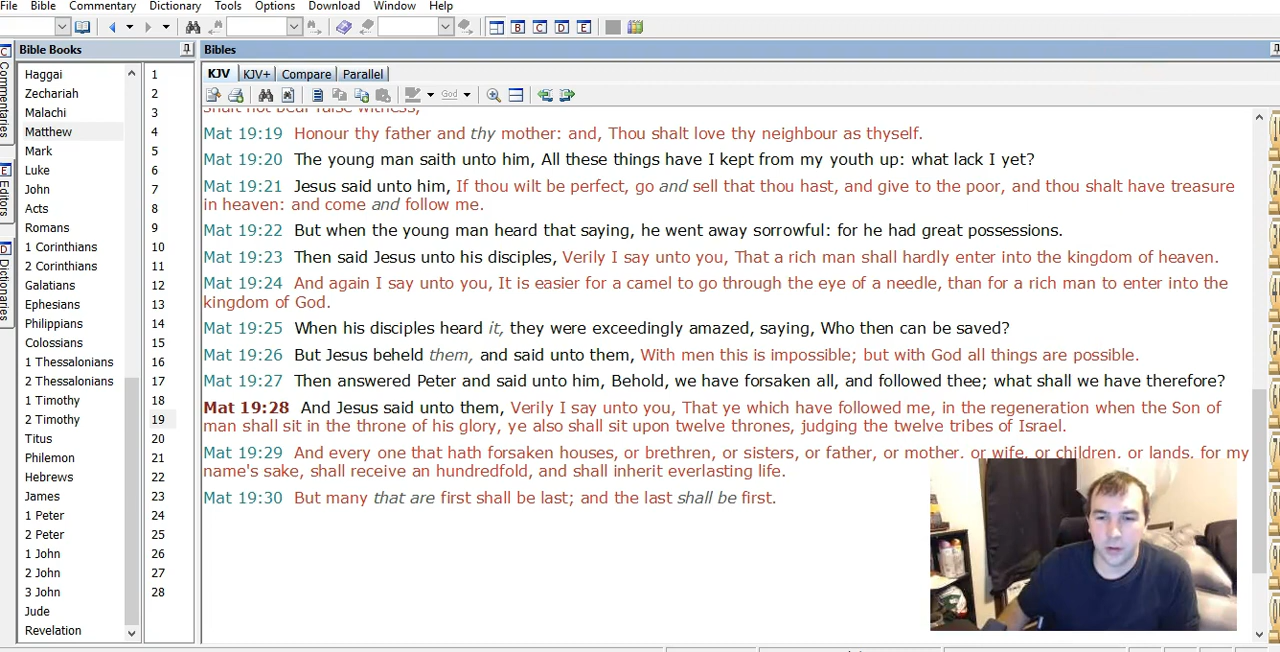 File Bible Commentary Dictionary Tools Options Download Window Help
Bible Books
Bibles
KJV KJV+ Compare Parallel
God
B C D E
Commentaries
Editors
Dictionaries
Haggai
Zechariah
Malachi
Matthew
Mark
Luke
John
Acts
Romans
1 Corinthians
2 Corinthians
Galatians
Ephesians
Philippians
Colossians
1 Thessalonians
2 Thessalonians
1 Timothy
2 Timothy
Titus
Philemon
Hebrews
James
1 Peter
2 Peter
1 John
2 John
3 John
Jude
Revelation
1
2
3
4
5
6
7
8
9
10
11
12
13
14
15
16
17
18
19
20
21
22
23
24
25
26
27
28
shalt not bear false witness,
Mat 19:19 Honour thy father and thy mother: and, Thou shalt love thy neighbour as thyself.
Mat 19:20 The young man saith unto him, All these things have I kept from my youth up: what lack I yet?
Mat 19:21 Jesus said unto him, If thou wilt be perfect, go and sell that thou hast, and give to the poor, and thou shalt have treasure
in heaven: and come and follow me.
Mat 19:22 But when the young man heard that saying, he went away sorrowful: for he had great possessions.
Mat 19:23 Then said Jesus unto his disciples, Verily I say unto you, That a rich man shall hardly enter into the kingdom of heaven.
Mat 19:24 And again I say unto you, It is easier for a camel to go through the eye of a needle, than for a rich man to enter into the
kingdom of God.
Mat 19:25 When his disciples heard it, they were exceedingly amazed, saying, Who then can be saved?
Mat 19:26 But Jesus beheld them, and said unto them, With men this is impossible; but with God all things are possible.
Mat 19:27 Then answered Peter and said unto him, Behold, we have forsaken all, and followed thee; what shall we have therefore?
Mat 19:28 And Jesus said unto them, Verily I say unto you, That ye which have followed me, in the regeneration when the Son of
man shall sit in the throne of his glory, ye also shall sit upon twelve thrones, judging the twelve tribes of Israel.
Mat 19:29 And every one that hath forsaken houses, or brethren, or sisters, or father, or mother, or wife, or children, or lands, for my
name's sake, shall receive an hundredfold, and shall inherit everlasting life.
Mat 19:30 But many that are first shall be last; and the last shall be first.